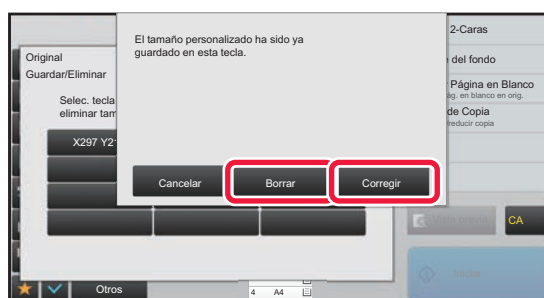 El tamaño personalizado ha sido ya
guardado en esta tecla.
Original
Guardar/Eliminar
Selec. tecla
eliminar tam
X297 Y21
Cancelar
Borrar
Corregir
2-Caras
del fondo
Página en Blanco
ág. en blanco en orig.
de Copia
reducir copia
CA
Otros
4 A4